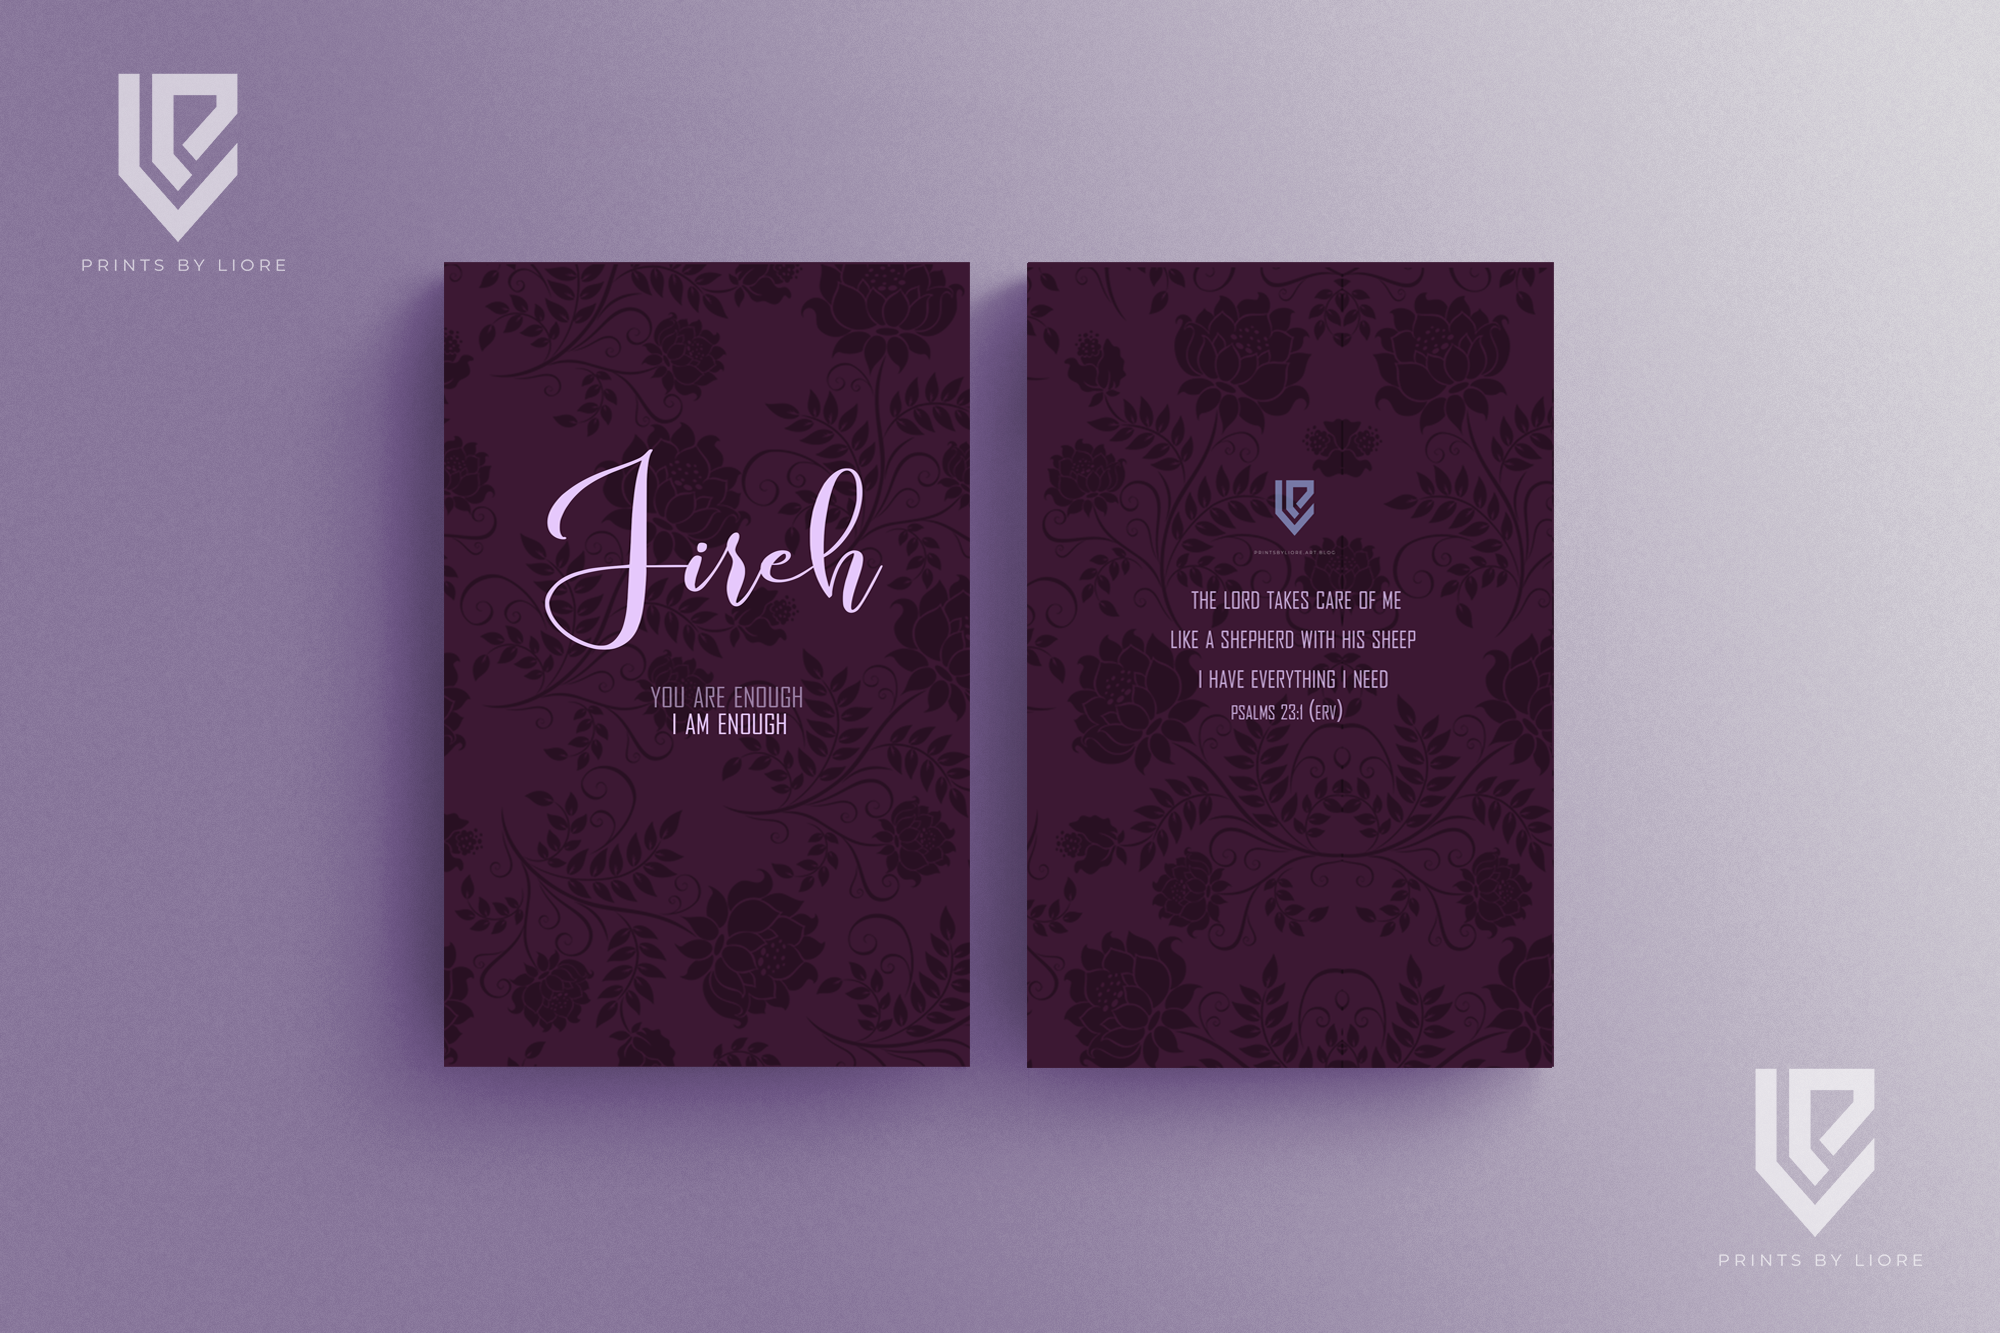 PRINTS BY LIORE
Jireh
YOU ARE ENOUGH
I AM ENOUGH
PRINTSBYLIORE.ART.BLOG
THE LORD TAKES CARE OF ME
LIKE A SHEPHERD WITH HIS SHEEP
I HAVE EVERYTHING I NEED
PSALMS 23:1 (ERV)
PRINTS BY LIORE